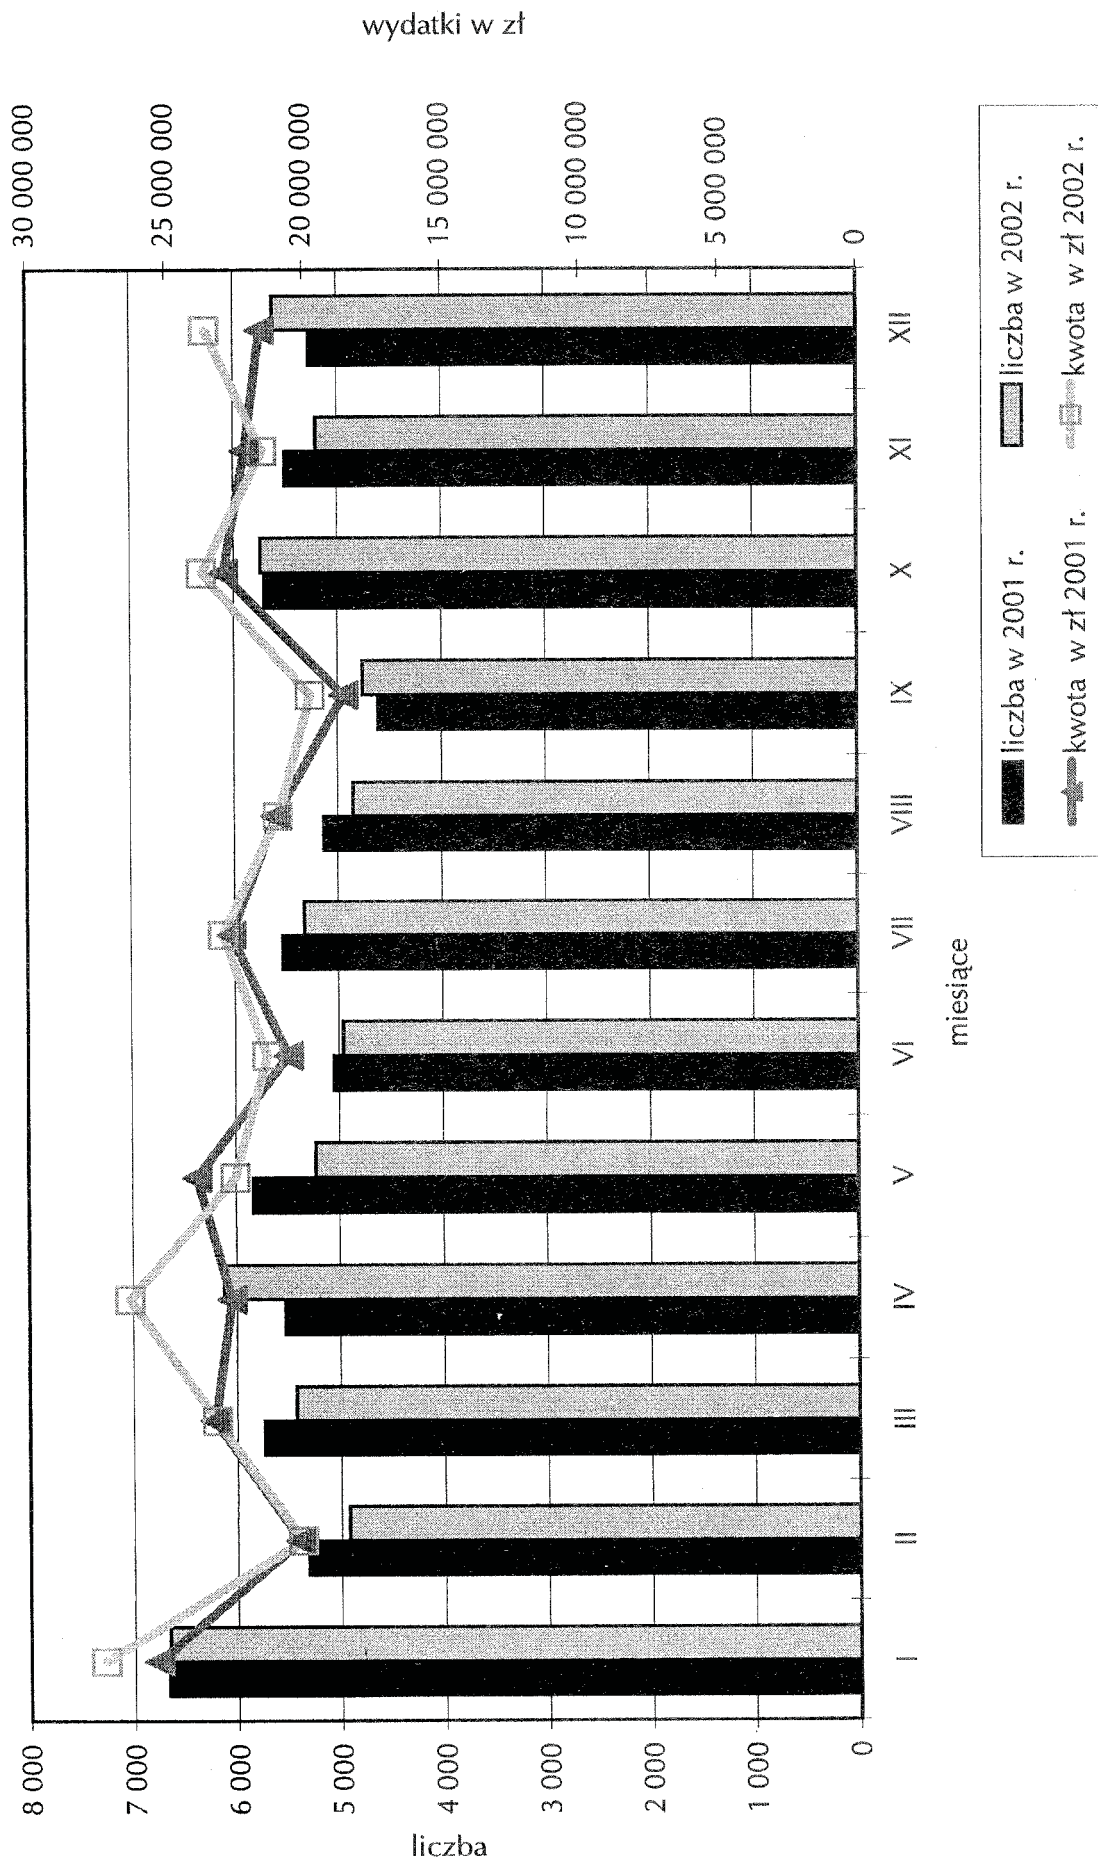 wydatki w zł
30 000 000
25 000 000
20 000 000
15 000 000
10 000 000
5 000 000
0
8 000
7 000
6 000
5 000
4 000
3 000
2 000
1 000
0
liczba
I
II
III
IV
V
VI
VII
VIII
IX
X
XI
XII
miesiące
liczba w 2001 r.
liczba w 2002 r.
kwota w zł 2001 r.
kwota w zł 2002 r.